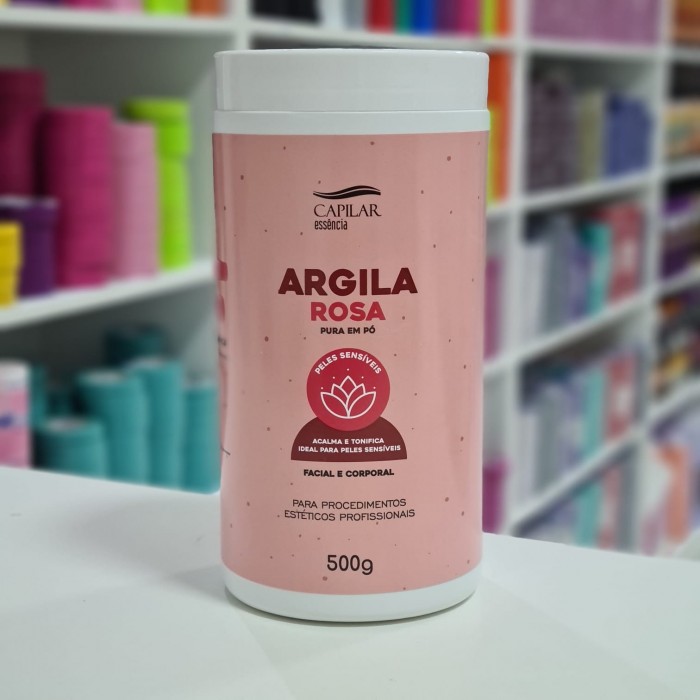 CAPILAR
essência
ARGILA
ROSA
PURA EM PÓ
PELES SENSÍVEIS
ACALMA E TONIFICA
IDEAL PARA PELES SENSÍVEIS
FACIAL E CORPORAL
PARA PROCEDIMENTOS
ESTÉTICOS PROFISSIONAIS
500g